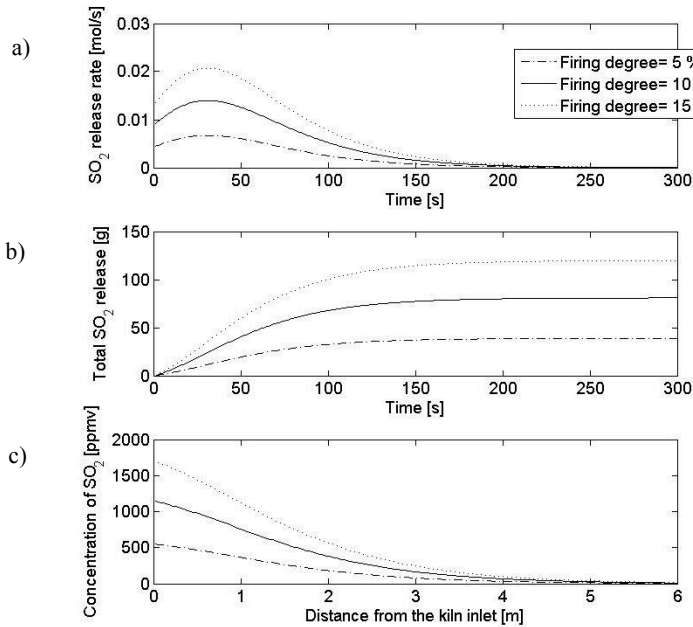 a)
SO2 release rate [mol/s]
0.03
0.02
0.01
0
Firing degree= 5 %
Firing degree= 10
Firing degree= 15
0 50 100 150 200 250 300
Time [s]
b)
Total SO2 release [g]
150
100
50
0
0 50 100 150 200 250 300
Time [s]
c)
Concentration of SO2 [ppmv]
2000
1500
1000
500
0
0 1 2 3 4 5 6
Distance from the kiln inlet [m]